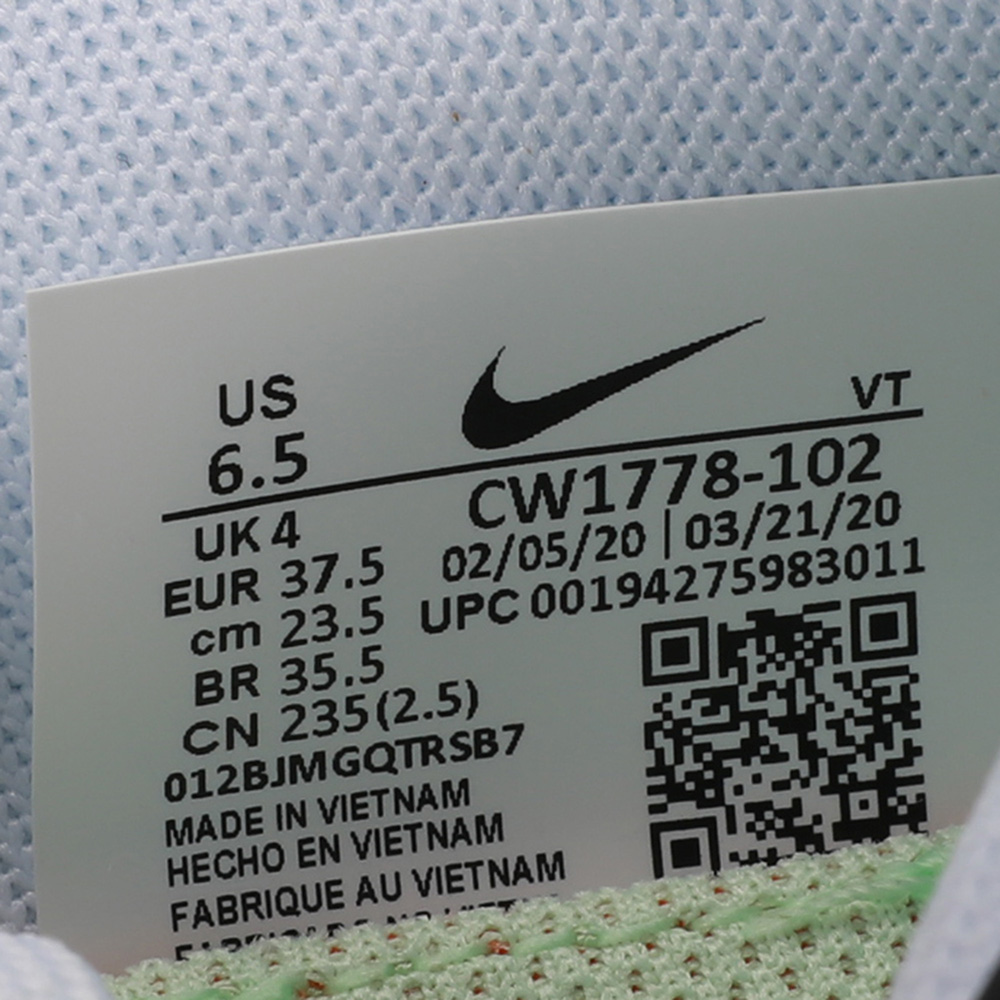 US
6.5
VT
UK 4
EUR 37.5
cm 23.5
BR 35.5
CN 235(2.5)
CW1778-102
02/05/20 | 03/21/20
UPC 00194275983011
012BJMGQTRSB7
MADE IN VIETNAM
HECHO EN VIETNAM
FABRIQUE AU VIETNAM